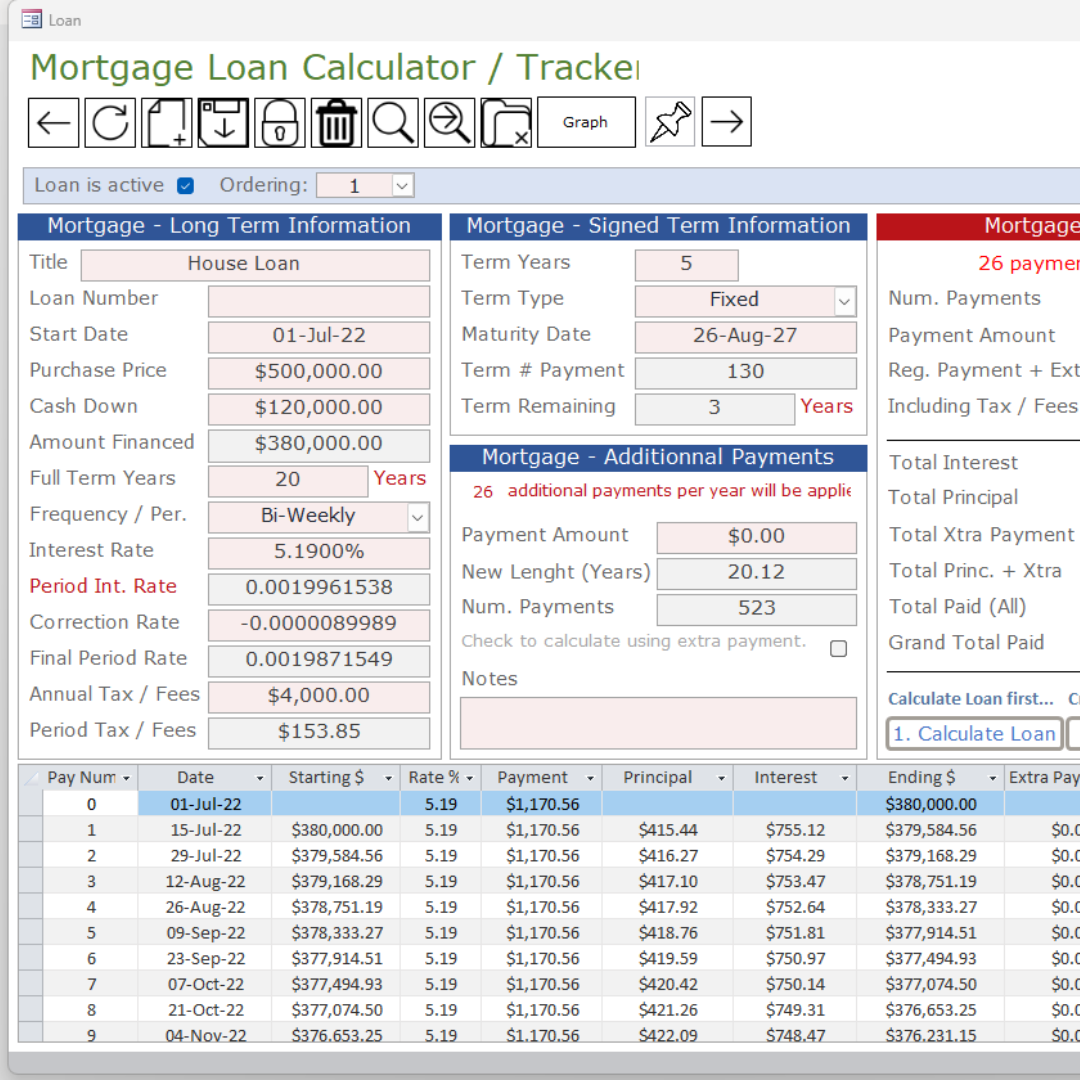 Loan
Mortgage Loan Calculator / Tracker
Graph
Loan is active Ordering: 1
Mortgage - Long Term Information
Title House Loan
Loan Number
Start Date 01-Jul-22
Purchase Price $500,000.00
Cash Down $120,000.00
Amount Financed $380,000.00
Full Term Years 20 Years
Frequency / Per. Bi-Weekly
Interest Rate 5.1900%
Period Int. Rate 0.0019961538
Correction Rate -0.0000089989
Final Period Rate 0.0019871549
Annual Tax / Fees $4,000.00
Period Tax / Fees $153.85
Mortgage - Signed Term Information
Term Years 5
Term Type Fixed
Maturity Date 26-Aug-27
Term # Payment 130
Term Remaining 3 Years
Mortgage - Additionnal Payments
26 additional payments per year will be applie
Payment Amount $0.00
New Lenght (Years) 20.12
Num. Payments 523
Check to calculate using extra payment.
Notes
Mortgage
26 paymen
Num. Payments
Payment Amount
Reg. Payment + Ext
Including Tax / Fees
Total Interest
Total Principal
Total Xtra Payment
Total Princ. + Xtra
Total Paid (All)
Grand Total Paid
Calculate Loan first... C
1. Calculate Loan
Pay Num Date Starting $ Rate % Payment Principal Interest Ending $ Extra Pay
0 01-Jul-22 5.19 $1,170.56 $380,000.00
1 15-Jul-22 $380,000.00 5.19 $1,170.56 $415.44 $755.12 $379,584.56 $0.0
2 29-Jul-22 $379,584.56 5.19 $1,170.56 $416.27 $754.29 $379,168.29 $0.0
3 12-Aug-22 $379,168.29 5.19 $1,170.56 $417.10 $753.47 $378,751.19 $0.0
4 26-Aug-22 $378,751.19 5.19 $1,170.56 $417.92 $752.64 $378,333.27 $0.0
5 09-Sep-22 $378,333.27 5.19 $1,170.56 $418.76 $751.81 $377,914.51 $0.0
6 23-Sep-22 $377,914.51 5.19 $1,170.56 $419.59 $750.97 $377,494.93 $0.0
7 07-Oct-22 $377,494.93 5.19 $1,170.56 $420.42 $750.14 $377,074.50 $0.0
8 21-Oct-22 $377,074.50 5.19 $1,170.56 $421.26 $749.31 $376,653.25 $0.0
9 04-Nov-22 $376,653.25 5.19 $1,170.56 $422.09 $748.47 $376,231.15 $0.0